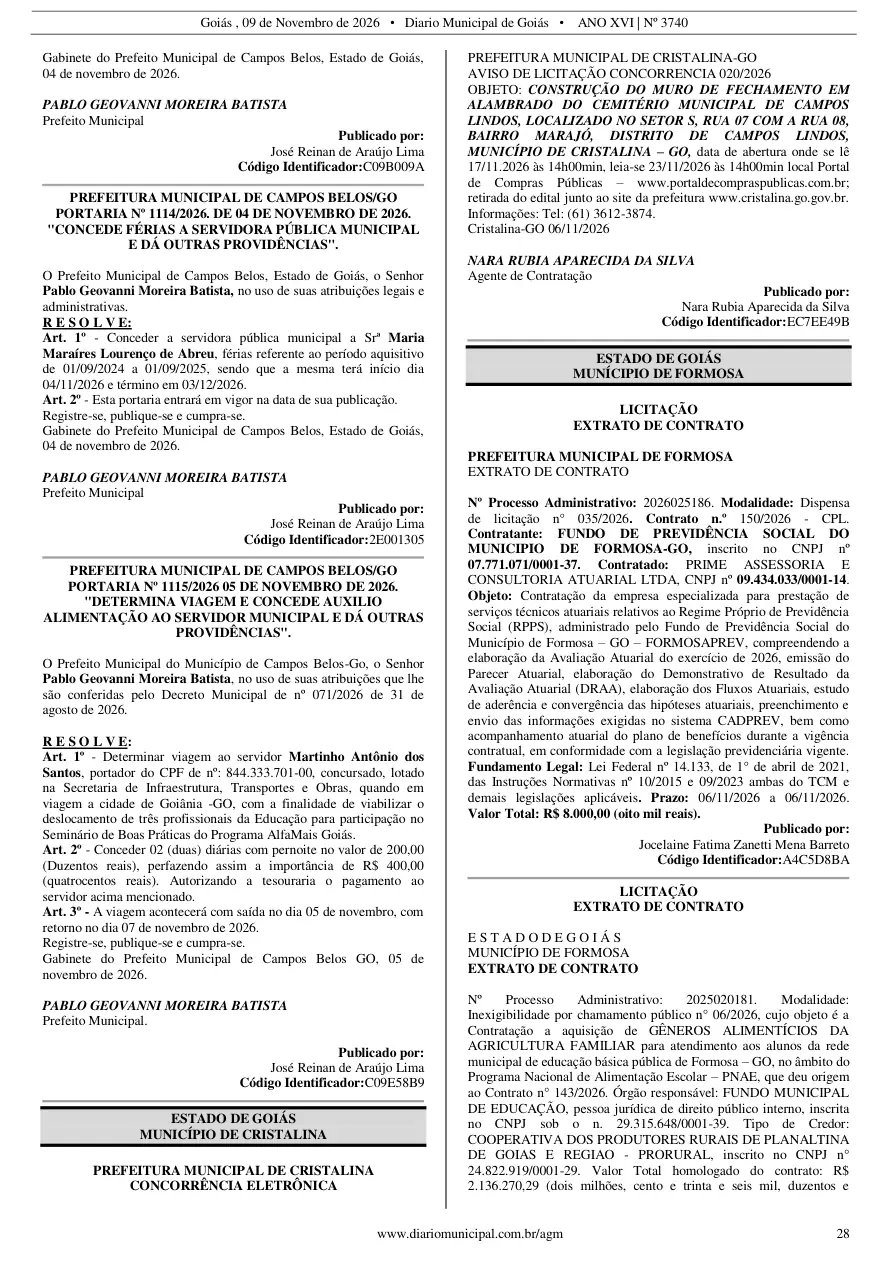 Goiás , 09 de Novembro de 2026 • Diario Municipal de Goiás • ANO XVI | Nº 3740
Gabinete do Prefeito Municipal de Campos Belos, Estado de Goiás,
04 de novembro de 2026.
PABLO GEOVANNI MOREIRA BATISTA
Prefeito Municipal
Publicado por:
José Reinan de Araújo Lima
Código Identificador:C09B009A
PREFEITURA MUNICIPAL DE CAMPOS BELOS/GO
PORTARIA Nº 1114/2026. DE 04 DE NOVEMBRO DE 2026.
"CONCEDE FÉRIAS A SERVIDORA PÚBLICA MUNICIPAL
E DÁ OUTRAS PROVIDÊNCIAS".
O Prefeito Municipal de Campos Belos, Estado de Goiás, o Senhor
Pablo Geovanni Moreira Batista, no uso de suas atribuições legais e
administrativas.
R E S O L V E:
Art. 1º - Conceder a servidora pública municipal a Srª Maria
Maraíres Lourenço de Abreu, férias referente ao período aquisitivo
de 01/09/2024 a 01/09/2025, sendo que a mesma terá início dia
04/11/2026 e término em 03/12/2026.
Art. 2º - Esta portaria entrará em vigor na data de sua publicação.
Registre-se, publique-se e cumpra-se.
Gabinete do Prefeito Municipal de Campos Belos, Estado de Goiás,
04 de novembro de 2026.
PABLO GEOVANNI MOREIRA BATISTA
Prefeito Municipal
Publicado por:
José Reinan de Araújo Lima
Código Identificador:2E001305
PREFEITURA MUNICIPAL DE CAMPOS BELOS/GO
PORTARIA Nº 1115/2026 05 DE NOVEMBRO DE 2026.
"DETERMINA VIAGEM E CONCEDE AUXILIO
ALIMENTAÇÃO AO SERVIDOR MUNICIPAL E DÁ OUTRAS
PROVIDÊNCIAS".
O Prefeito Municipal do Município de Campos Belos-Go, o Senhor
Pablo Geovanni Moreira Batista, no uso de suas atribuições que lhe
são conferidas pelo Decreto Municipal de nº 071/2026 de 31 de
agosto de 2026.
R E S O L V E:
Art. 1º - Determinar viagem ao servidor Martinho Antônio dos
Santos, portador do CPF de nº: 844.333.701-00, concursado, lotado
na Secretaria de Infraestrutura, Transportes e Obras, quando em
viagem a cidade de Goiânia -GO, com a finalidade de viabilizar o
deslocamento de três profissionais da Educação para participação no
Seminário de Boas Práticas do Programa AlfaMais Goiás.
Art. 2º - Conceder 02 (duas) diárias com pernoite no valor de 200,00
(Duzentos reais), perfazendo assim a importância de R$ 400,00
(quatrocentos reais). Autorizando a tesouraria o pagamento ao
servidor acima mencionado.
Art. 3º - A viagem acontecerá com saída no dia 05 de novembro, com
retorno no dia 07 de novembro de 2026.
Registre-se, publique-se e cumpra-se.
Gabinete do Prefeito Municipal de Campos Belos GO, 05 de
novembro de 2026.
PABLO GEOVANNI MOREIRA BATISTA
Prefeito Municipal.
Publicado por:
José Reinan de Araújo Lima
Código Identificador:C09E58B9
ESTADO DE GOIÁS
MUNICÍPIO DE CRISTALINA
PREFEITURA MUNICIPAL DE CRISTALINA
CONCORRÊNCIA ELETRÔNICA
PREFEITURA MUNICIPAL DE CRISTALINA-GO
AVISO DE LICITAÇÃO CONCORRENCIA 020/2026
OBJETO: CONSTRUÇÃO DO MURO DE FECHAMENTO EM
ALAMBRADO DO CEMITÉRIO MUNICIPAL DE CAMPOS
LINDOS, LOCALIZADO NO SETOR S, RUA 07 COM A RUA 08,
BAIRRO MARAJÓ, DISTRITO DE CAMPOS LINDOS,
MUNICÍPIO DE CRISTALINA – GO, data de abertura onde se lê
17/11.2026 às 14h00min, leia-se 23/11/2026 às 14h00min local Portal
de Compras Públicas – www.portaldecompraspublicas.com.br;
retirada do edital junto ao site da prefeitura www.cristalina.go.gov.br.
Informações: Tel: (61) 3612-3874.
Cristalina-GO 06/11/2026
NARA RUBIA APARECIDA DA SILVA
Agente de Contratação
Publicado por:
Nara Rubia Aparecida da Silva
Código Identificador:EC7EE49B
ESTADO DE GOIÁS
MUNÍCIPIO DE FORMOSA
LICITAÇÃO
EXTRATO DE CONTRATO
PREFEITURA MUNICIPAL DE FORMOSA
EXTRATO DE CONTRATO
Nº Processo Administrativo: 2026025186. Modalidade: Dispensa
de licitação n° 035/2026. Contrato n.º 150/2026 - CPL.
Contratante: FUNDO DE PREVIDÊNCIA SOCIAL DO
MUNICIPIO DE FORMOSA-GO, inscrito no CNPJ nº
07.771.071/0001-37. Contratado: PRIME ASSESSORIA E
CONSULTORIA ATUARIAL LTDA, CNPJ nº 09.434.033/0001-14.
Objeto: Contratação da empresa especializada para prestação de
serviços técnicos atuariais relativos ao Regime Próprio de Previdência
Social (RPPS), administrado pelo Fundo de Previdência Social do
Município de Formosa – GO – FORMOSAPREV, compreendendo a
elaboração da Avaliação Atuarial do exercício de 2026, emissão do
Parecer Atuarial, elaboração do Demonstrativo de Resultado da
Avaliação Atuarial (DRAA), elaboração dos Fluxos Atuariais, estudo
de aderência e convergência das hipóteses atuariais, preenchimento e
envio das informações exigidas no sistema CADPREV, bem como
acompanhamento atuarial do plano de benefícios durante a vigência
contratual, em conformidade com a legislação previdenciária vigente.
Fundamento Legal: Lei Federal nº 14.133, de 1° de abril de 2021,
das Instruções Normativas nº 10/2015 e 09/2023 ambas do TCM e
demais legislações aplicáveis. Prazo: 06/11/2026 a 06/11/2026.
Valor Total: R$ 8.000,00 (oito mil reais).
Publicado por:
Jocelaine Fatima Zanetti Mena Barreto
Código Identificador:A4C5D8BA
LICITAÇÃO
EXTRATO DE CONTRATO
E S T A D O D E G O I Á S
MUNICÍPIO DE FORMOSA
EXTRATO DE CONTRATO
Nº Processo Administrativo: 2025020181. Modalidade:
Inexigibilidade por chamamento público n° 06/2026, cujo objeto é a
Contratação a aquisição de GÊNEROS ALIMENTÍCIOS DA
AGRICULTURA FAMILIAR para atendimento aos alunos da rede
municipal de educação básica pública de Formosa – GO, no âmbito do
Programa Nacional de Alimentação Escolar – PNAE, que deu origem
ao Contrato n° 143/2026. Órgão responsável: FUNDO MUNICIPAL
DE EDUCAÇÃO, pessoa jurídica de direito público interno, inscrita
no CNPJ sob o n. 29.315.648/0001-39. Tipo de Credor:
COOPERATIVA DOS PRODUTORES RURAIS DE PLANALTINA
DE GOIAS E REGIAO - PRORURAL, inscrito no CNPJ n°
24.822.919/0001-29. Valor Total homologado do contrato: R$
2.136.270,29 (dois milhões, cento e trinta e seis mil, duzentos e
www.diariomunicipal.com.br/agm
28